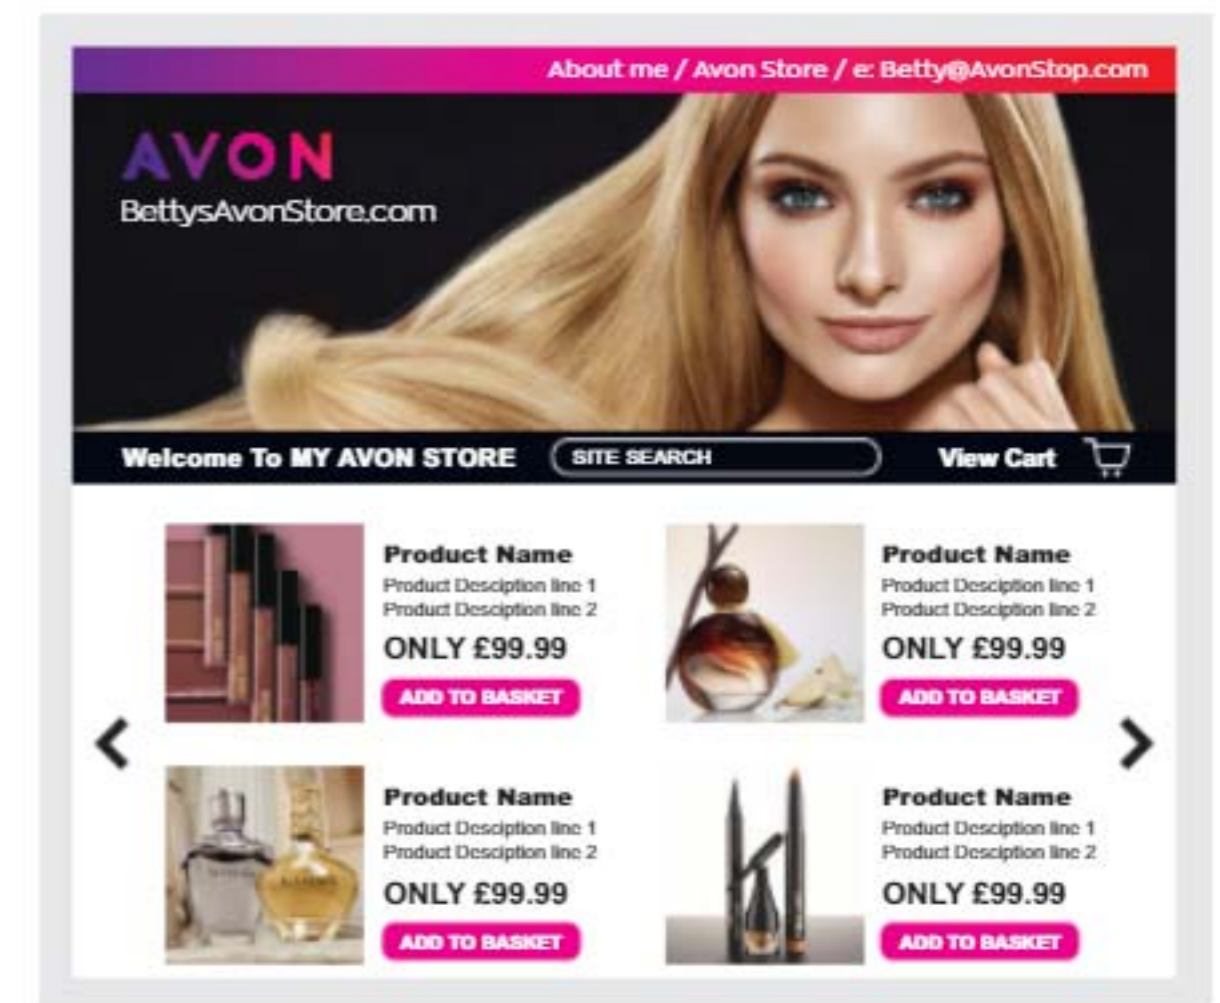 About me / Avon Store / e: Betty@AvonStop.com
AVON
BettysAvonStore.com
Welcome To MY AVON STORE
SITE SEARCH
View Cart
Product Name
Product Desciption line 1
Product Desciption line 2
ONLY £99.99
ADD TO BASKET
Product Name
Product Desciption line 1
Product Desciption line 2
ONLY £99.99
ADD TO BASKET
Product Name
Product Desciption line 1
Product Desciption line 2
ONLY £99.99
ADD TO BASKET
Product Name
Product Desciption line 1
Product Desciption line 2
ONLY £99.99
ADD TO BASKET